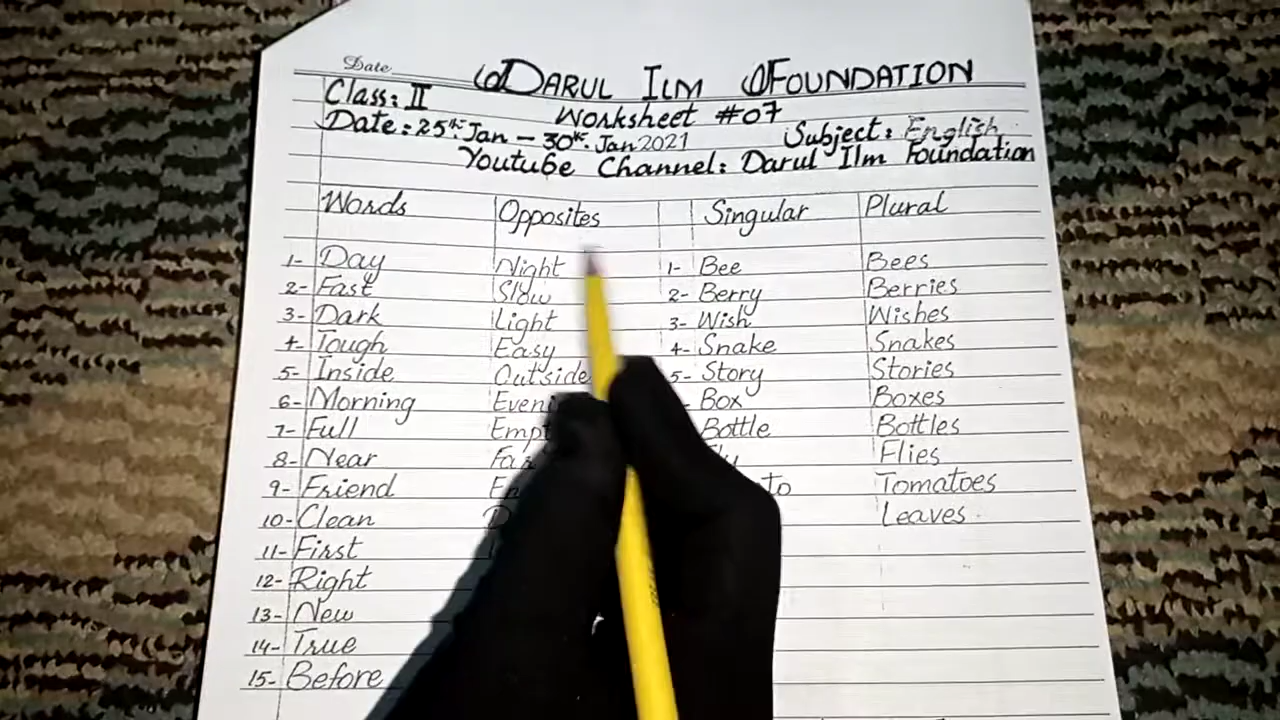 Date
DARUL ILM FOUNDATION
Class: II
Worksheet #07
Date: 25th Jan - 30th Jan 2021 Subject: English
Youtube Channel: Darul Ilm Foundation
Words Opposites Singular Plural
1- Day Night 1- Bee Bees
2- Fast Slow 2- Berry Berries
3- Dark Light 3- Wish Wishes
4- Tough Easy 4- Snake Snakes
5- Inside Outside 5- Story Stories
6- Morning Box Boxes
7- Full Bottle Bottles
8- Near Flies
9- Friend Tomatoes
10- Clean Leaves
11- First
12- Right
13- New
14- True
15- Before